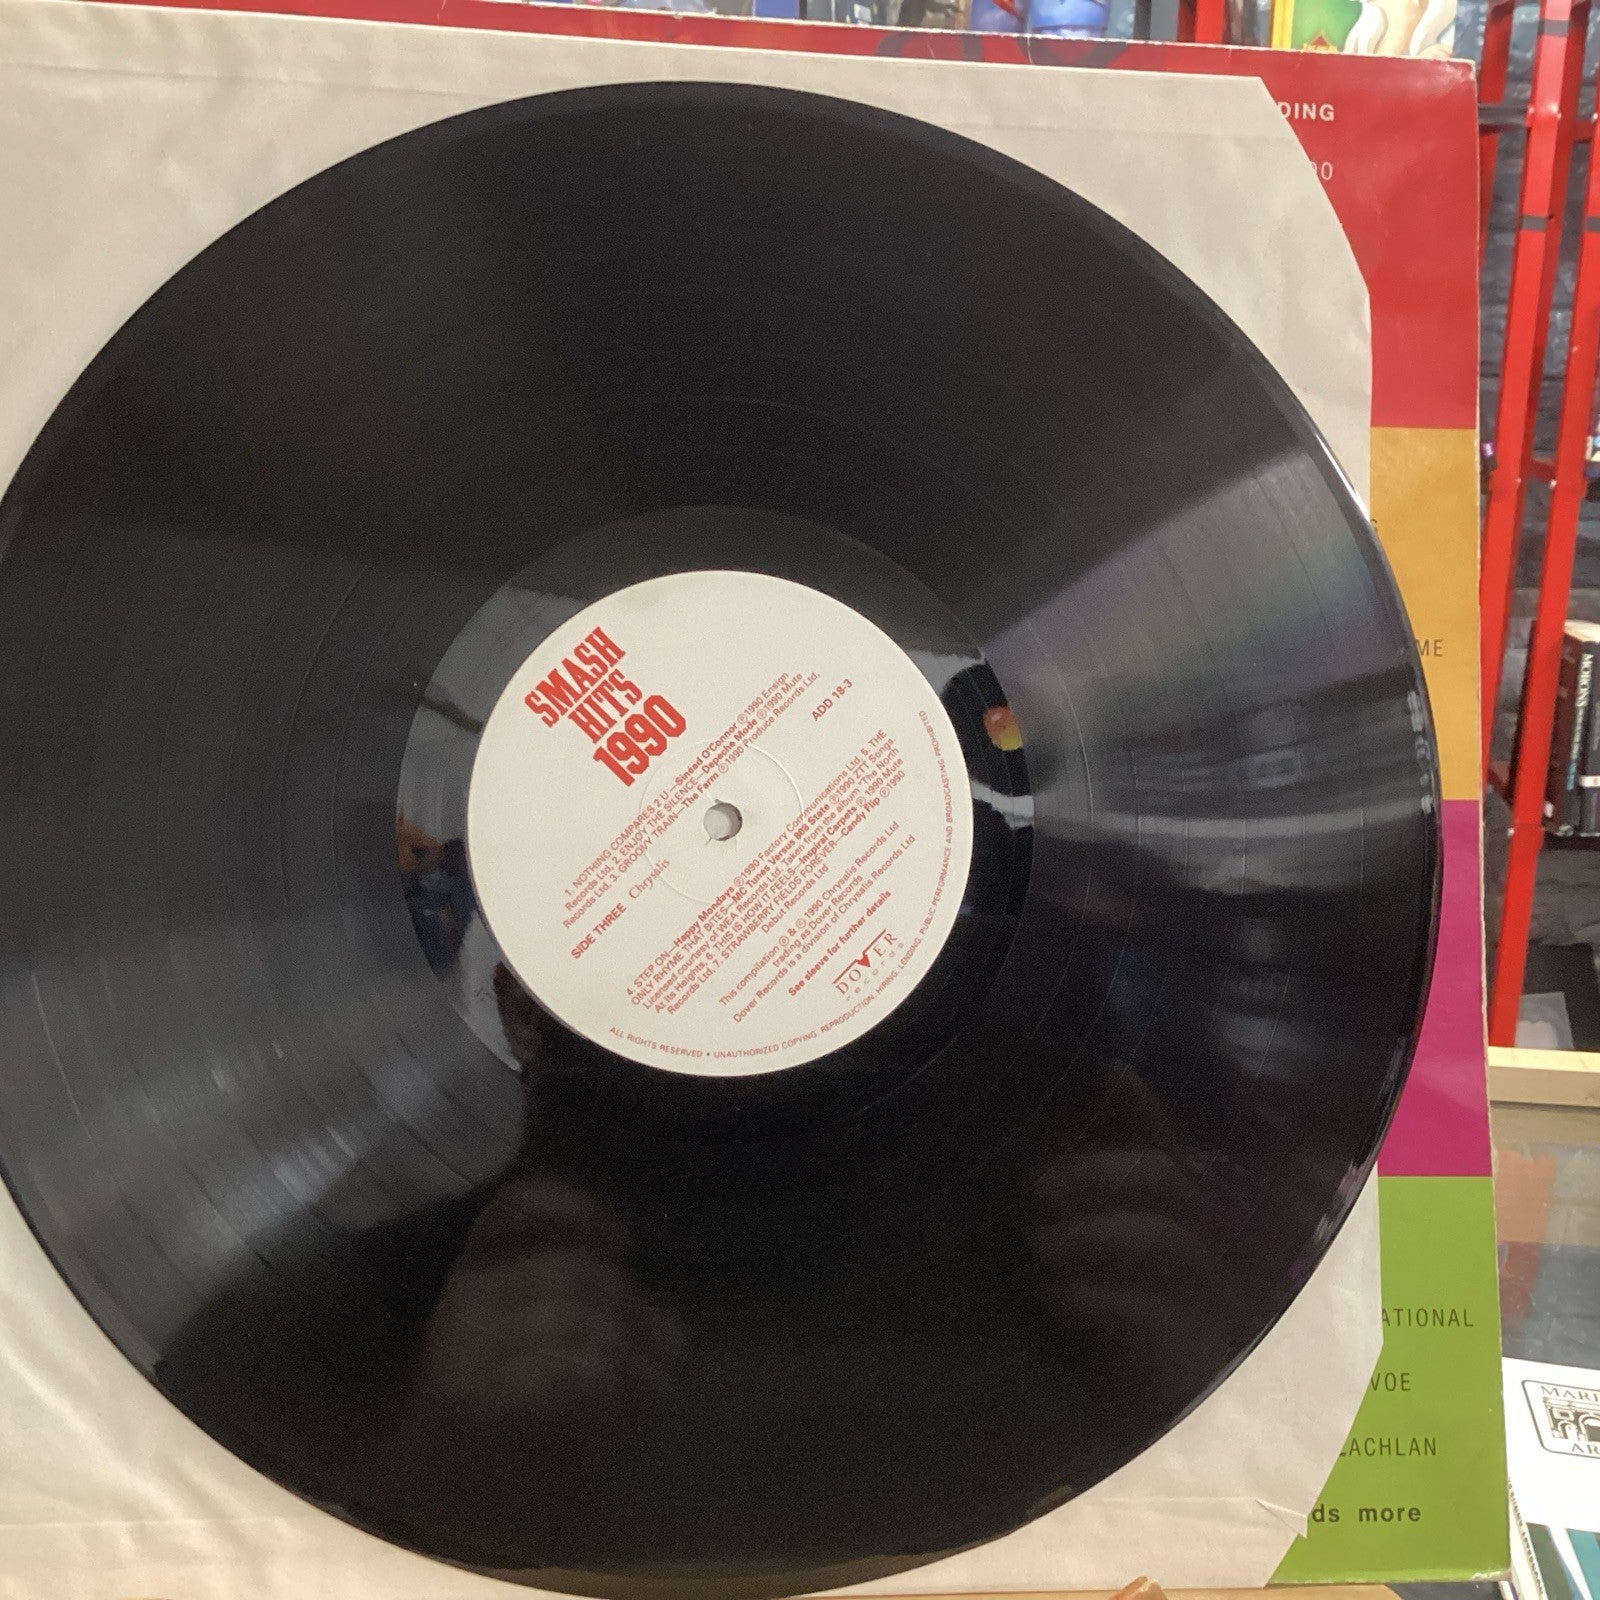 SMASH
HITS
1990
1. NOTHING COMPARES 2 U—Sinéad O'Connor ℗1990 Ensign
Records Ltd. 2. ENJOY THE SILENCE—Depeche Mode ℗1990 Mute
Records Ltd. 3. GROOVY TRAIN—The Farm ℗1990 Produce Records Ltd.
SIDE THREE Chrysalis
ADD 18-3
4. STEP ON—Happy Mondays ℗1990 Factory Communications Ltd. 5. THE
ONLY RHYME THAT BITES—MC Tunes Versus 808 State ℗1990 ZTT Songs.
Licensed courtesy of WEA Records Ltd. Taken from the album 'The North
At Its Heights. 6. THIS IS HOW IT FEELS—Inspiral Carpets ℗ 1990 Mute
Records Ltd. 7. STRAWBERRY FIELDS FOREVER—Candy Flip ℗1990
Debut Records Ltd
This compilation ℗ & © 1990 Chrysalis Records Ltd
trading as Dover Records
Dover Records is a division of Chrysalis Records Ltd
See sleeve for further details
DOVER
records
ALL RIGHTS RESERVED • UNAUTHORIZED COPYING, REPRODUCTION, HIRING, LENDING, PUBLIC PERFORMANCE AND BROADCASTING PROHIBITED
DING
OO
G
ME
ATIONAL
VOE
LACHLAN
ds more
MARI
AR